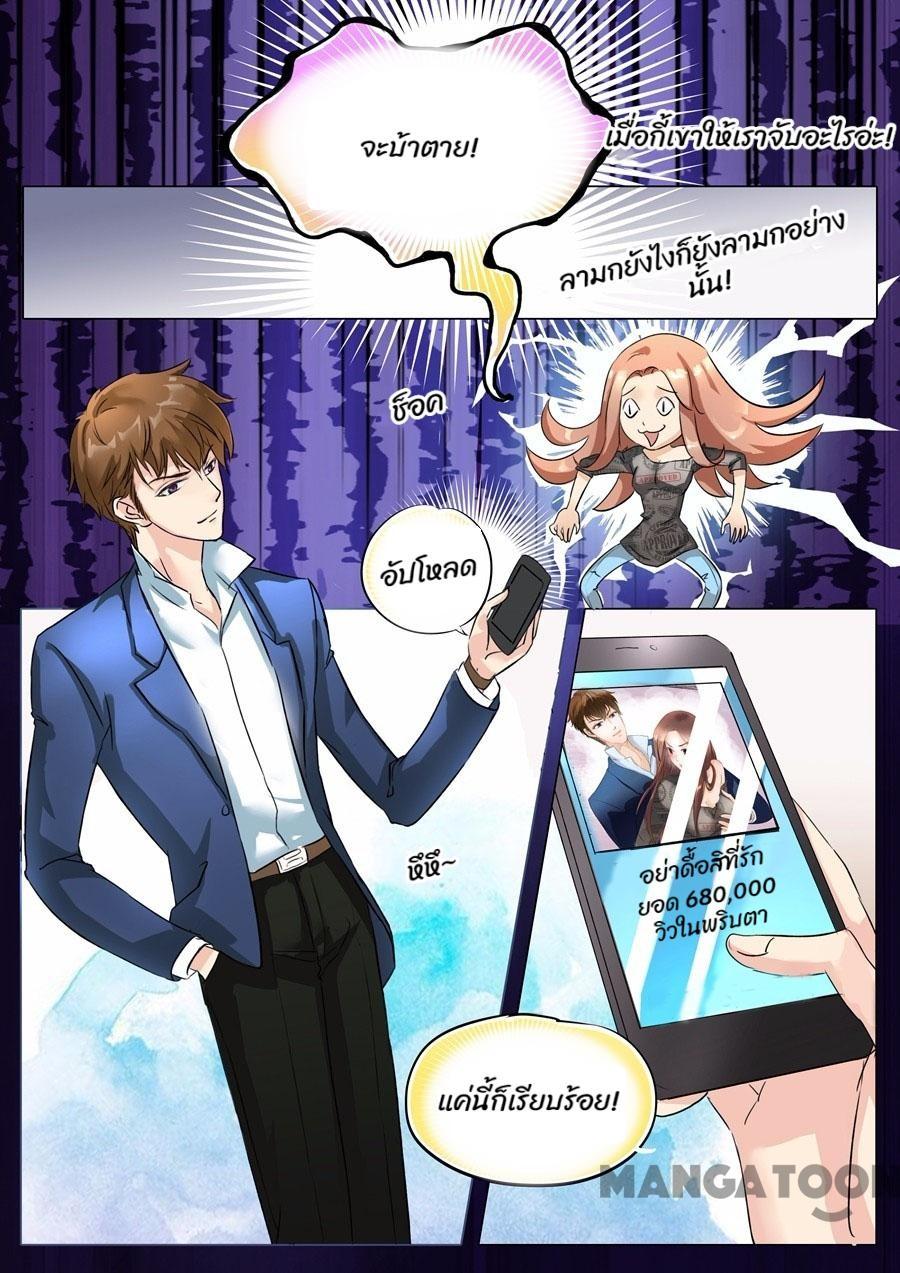 จะบ้าตาย!
เมื่อกี้เขาให้เราจับอะไรอ่ะ!
ลามกยังไงก็ยังลามกอย่าง
นั้น!
ช็อค
APPROVED
APPROV
อัปโหลด
อย่าดื้อสิที่รัก
ยอด 680,000
วิวในพริบตา
หึหึ~
แค่นี้ก็เรียบร้อย!
MANGATOON